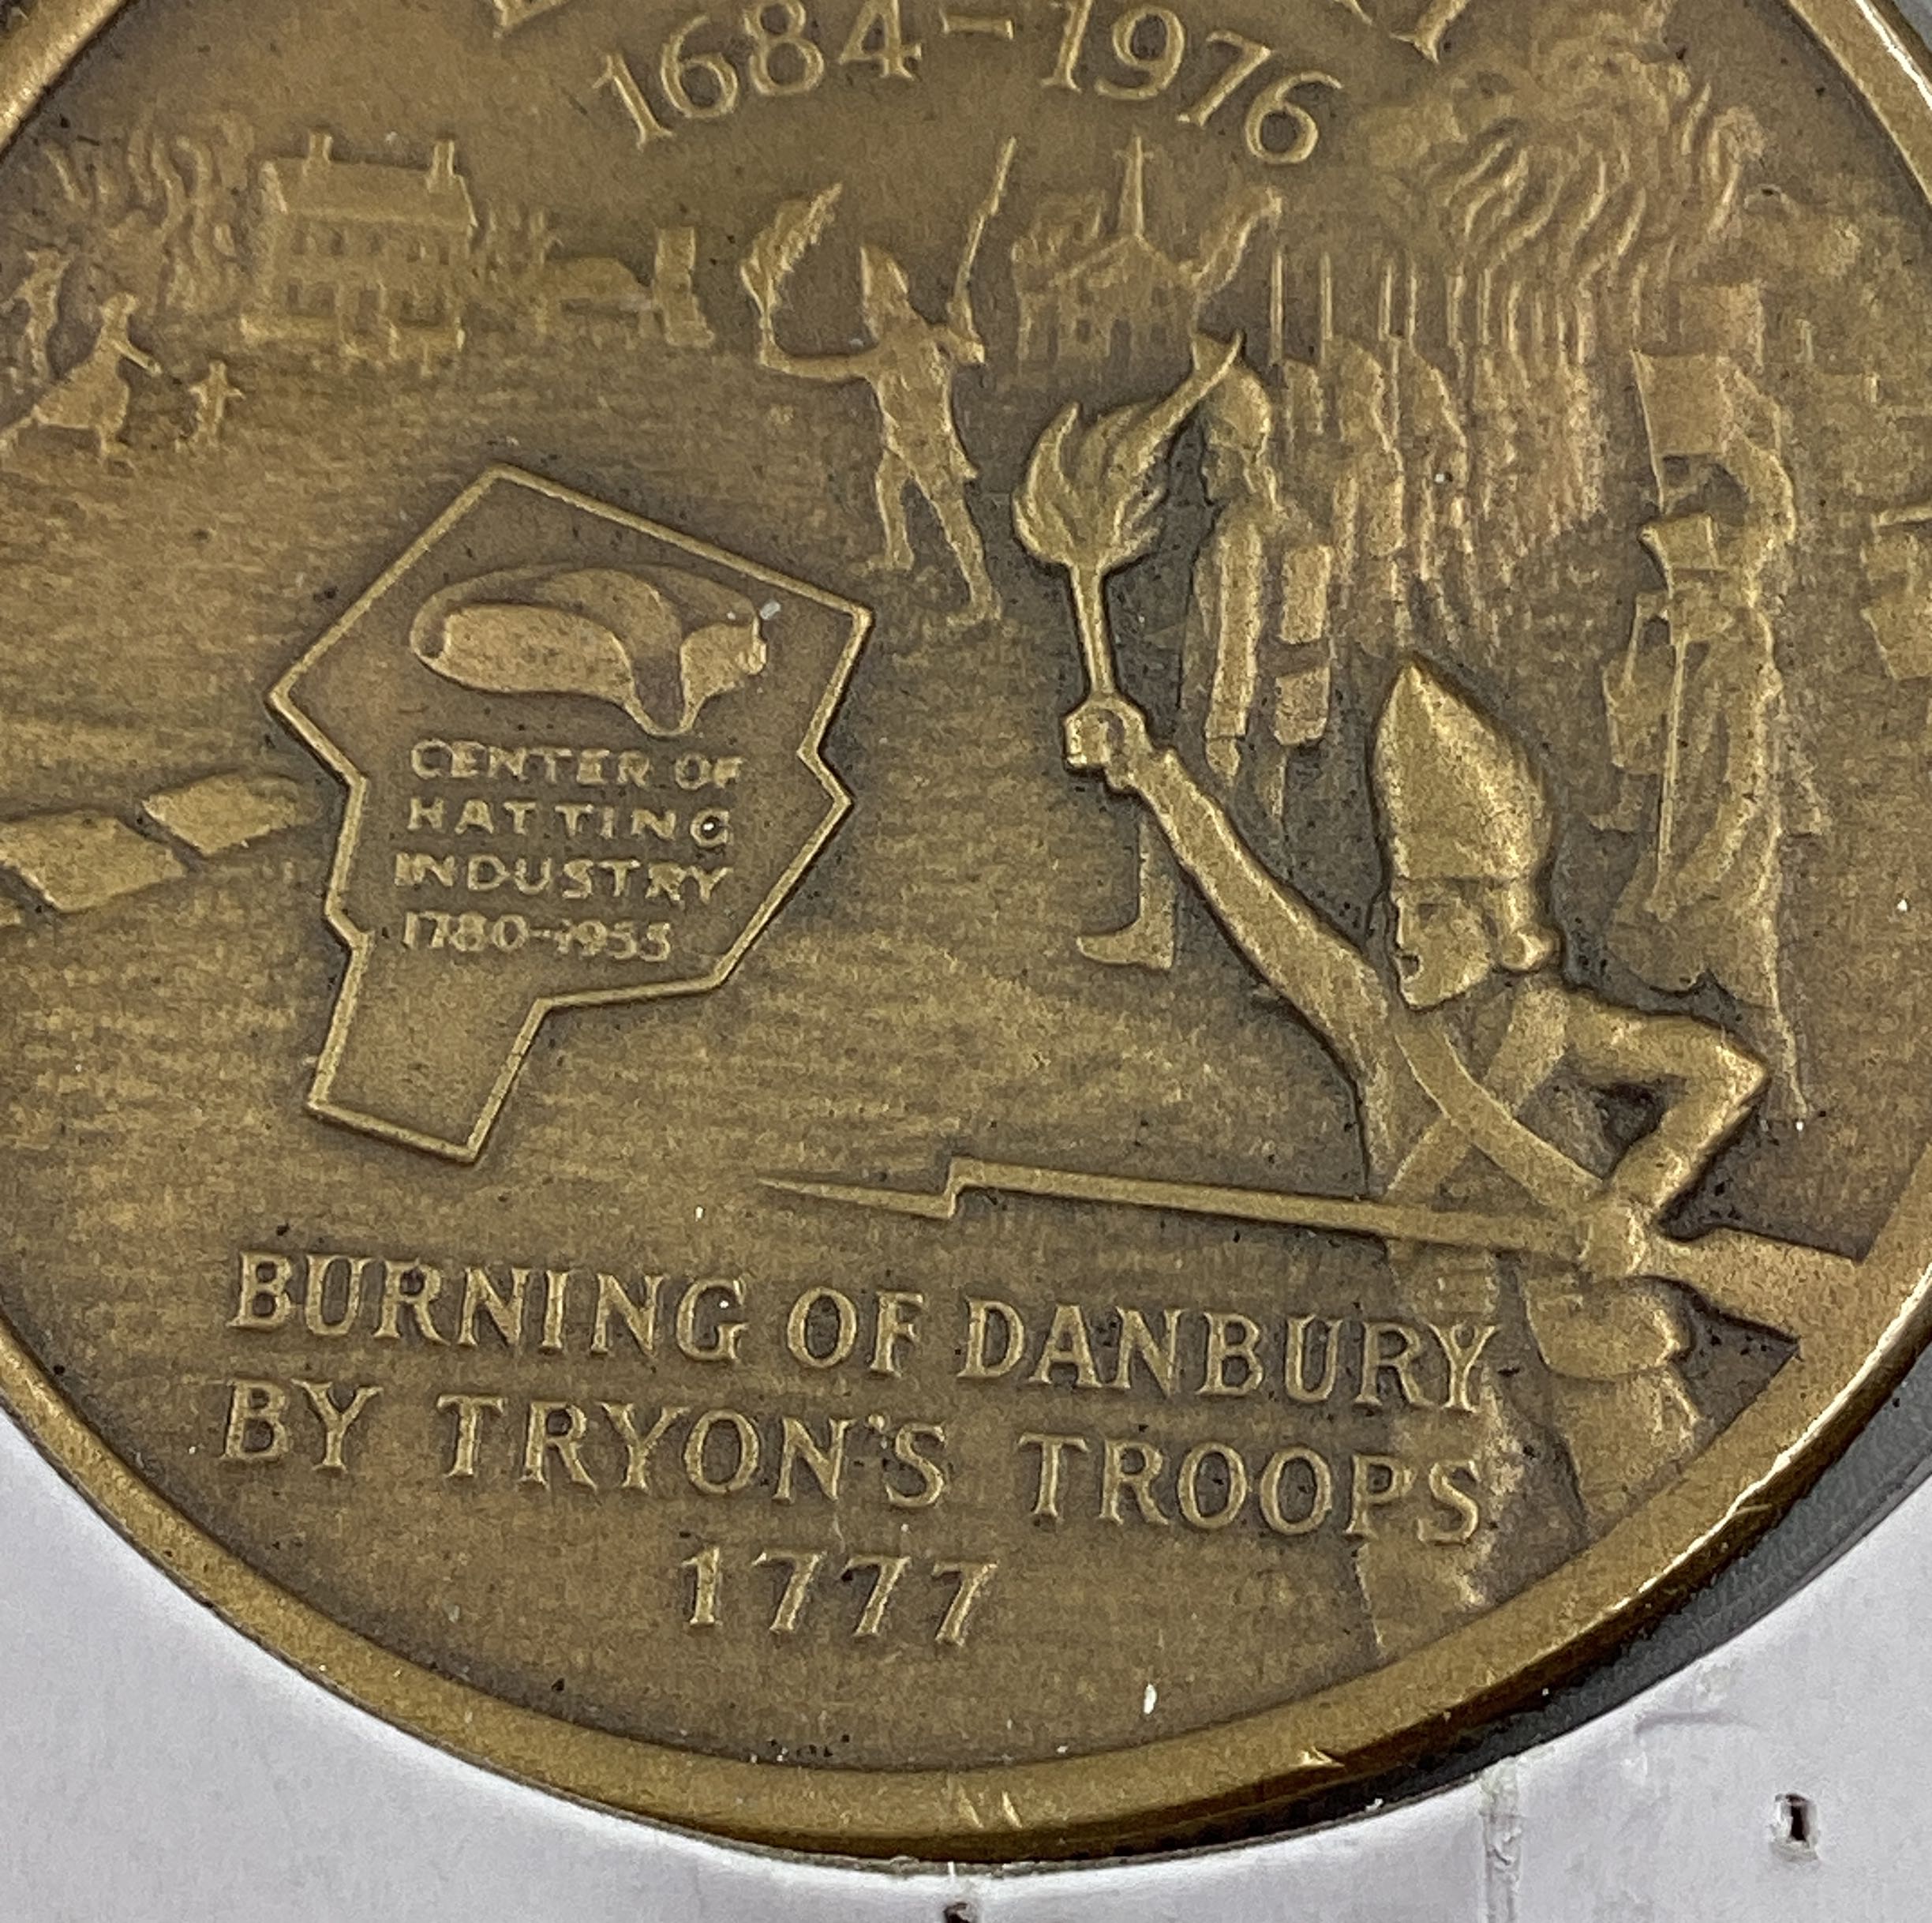 1684-1976
CENTER OF
HATTING
INDUSTRY
1780-1955
BURNING OF DANBURY
BY TRYON'S TROOPS
1777